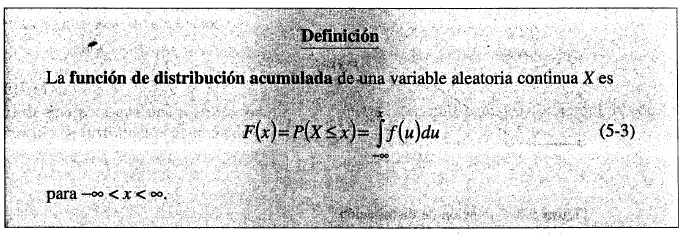 Definición
La función de distribución acumulada de una variable aleatoria continua X es
F(x)= P(X ≤ x)= ∫_{-∞}^{x} f(u)du (5-3)
para -∞ < x < ∞.